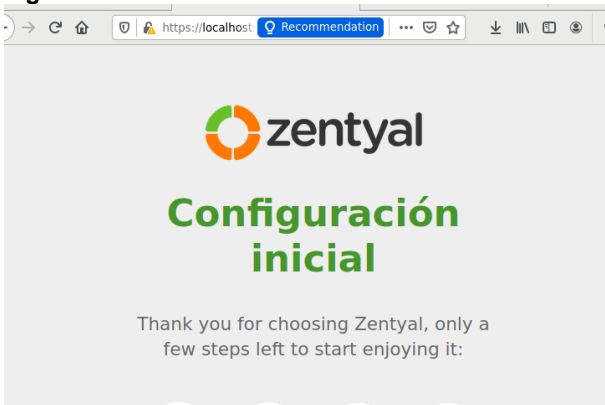 https://localhost Recommendation
zentyal
Configuración
inicial
Thank you for choosing Zentyal, only a
few steps left to start enjoying it: